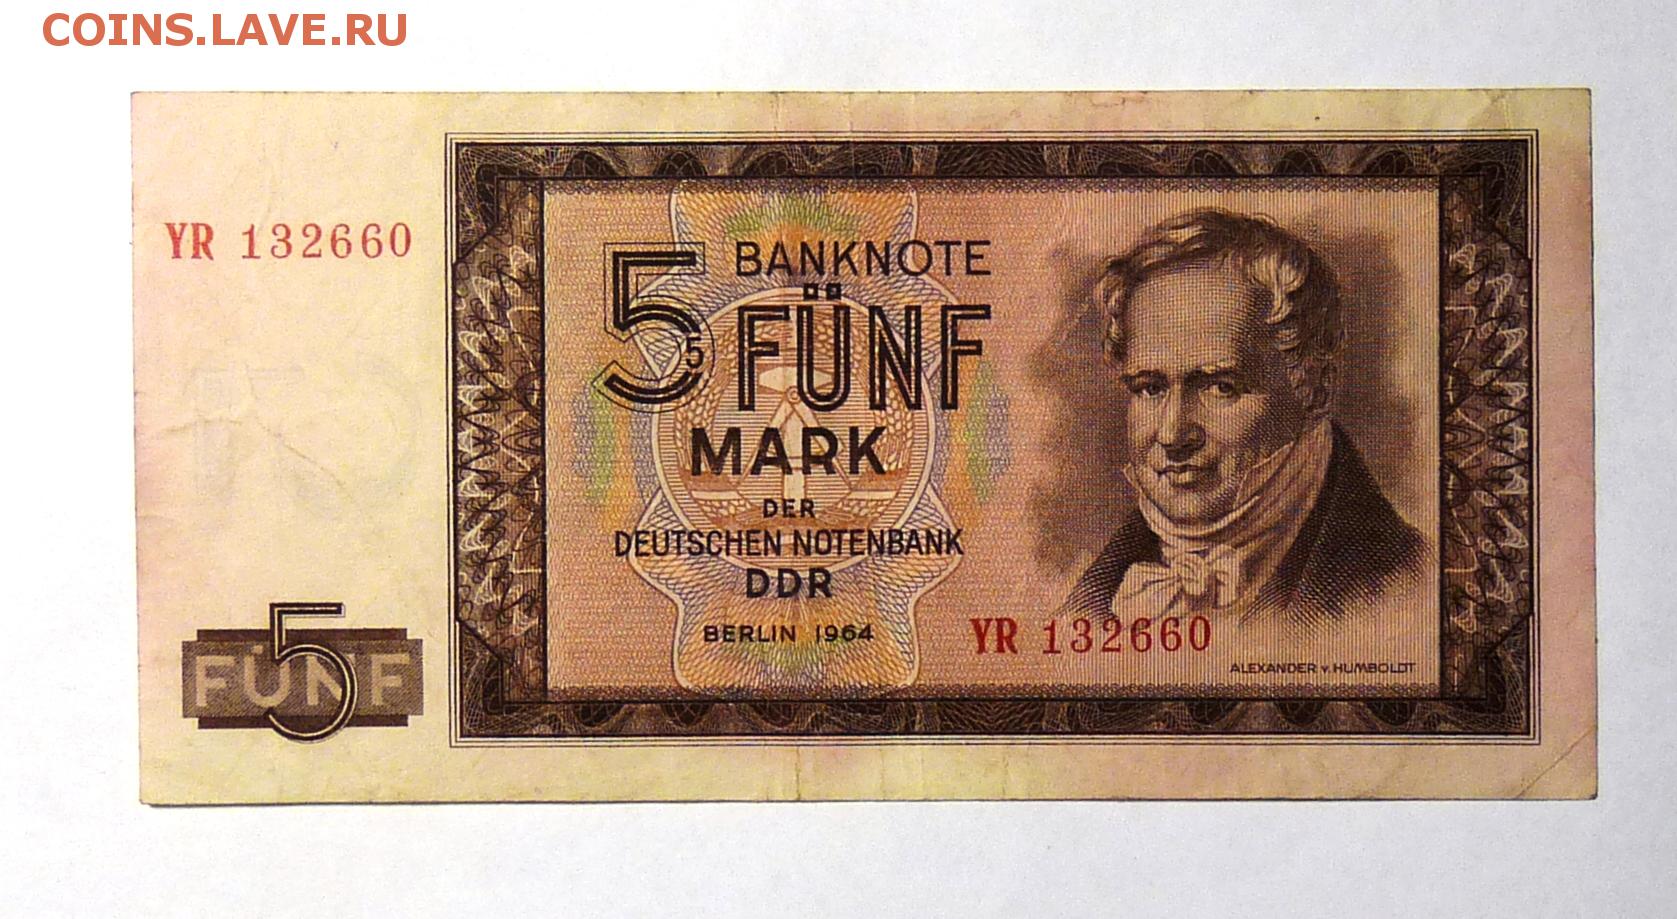 COINS.LAVE.RU
YR 132660
5 BANKNOTE
5 FÜNF
MARK
DER
DEUTSCHEN NOTENBANK
DDR
BERLIN 1964
YR 132660
ALEXANDER v. HUMBOLDT
FÜNF
5